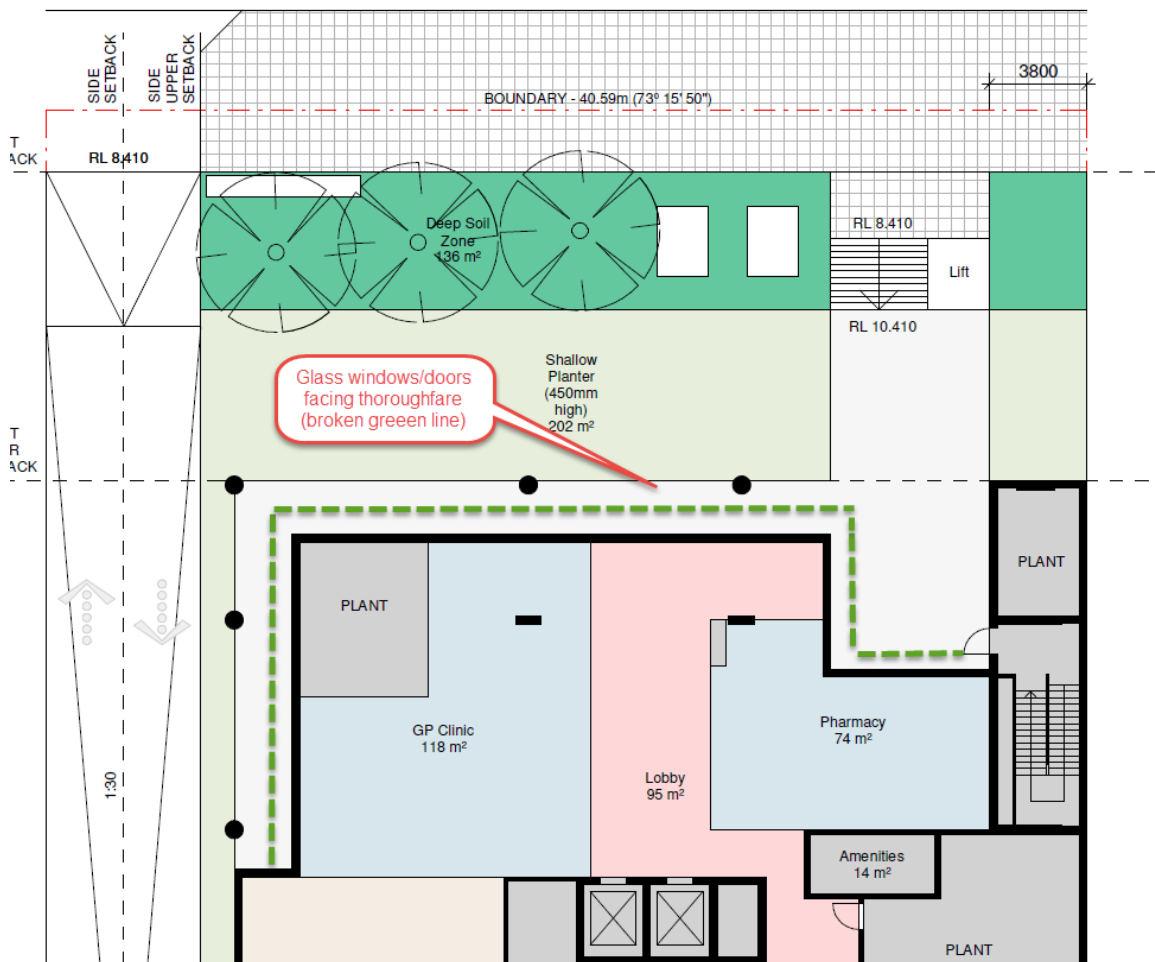 SIDE
SETBACK
SIDE
UPPER
SETBACK
3800
BOUNDARY - 40.59m (73º 15' 50")
T
ACK
RL 8.410
Deep Soil
Zone
136 m²
RL 8.410
Lift
RL 10.410
Glass windows/doors
facing thoroughfare
(broken greeen line)
Shallow
Planter
(450mm
high)
202 m²
T
R
ACK
PLANT
PLANT
GP Clinic
118 m²
Pharmacy
74 m²
Lobby
95 m²
1:30
Amenities
14 m²
PLANT